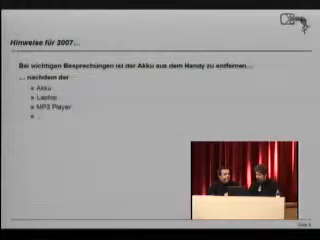 Hinweise für 2007...
Bei wichtigen Besprechungen ist der Akku aus dem Handy zu entfernen...
... nachdem der
» Akku
» Laptop
» MP3 Player
» ...